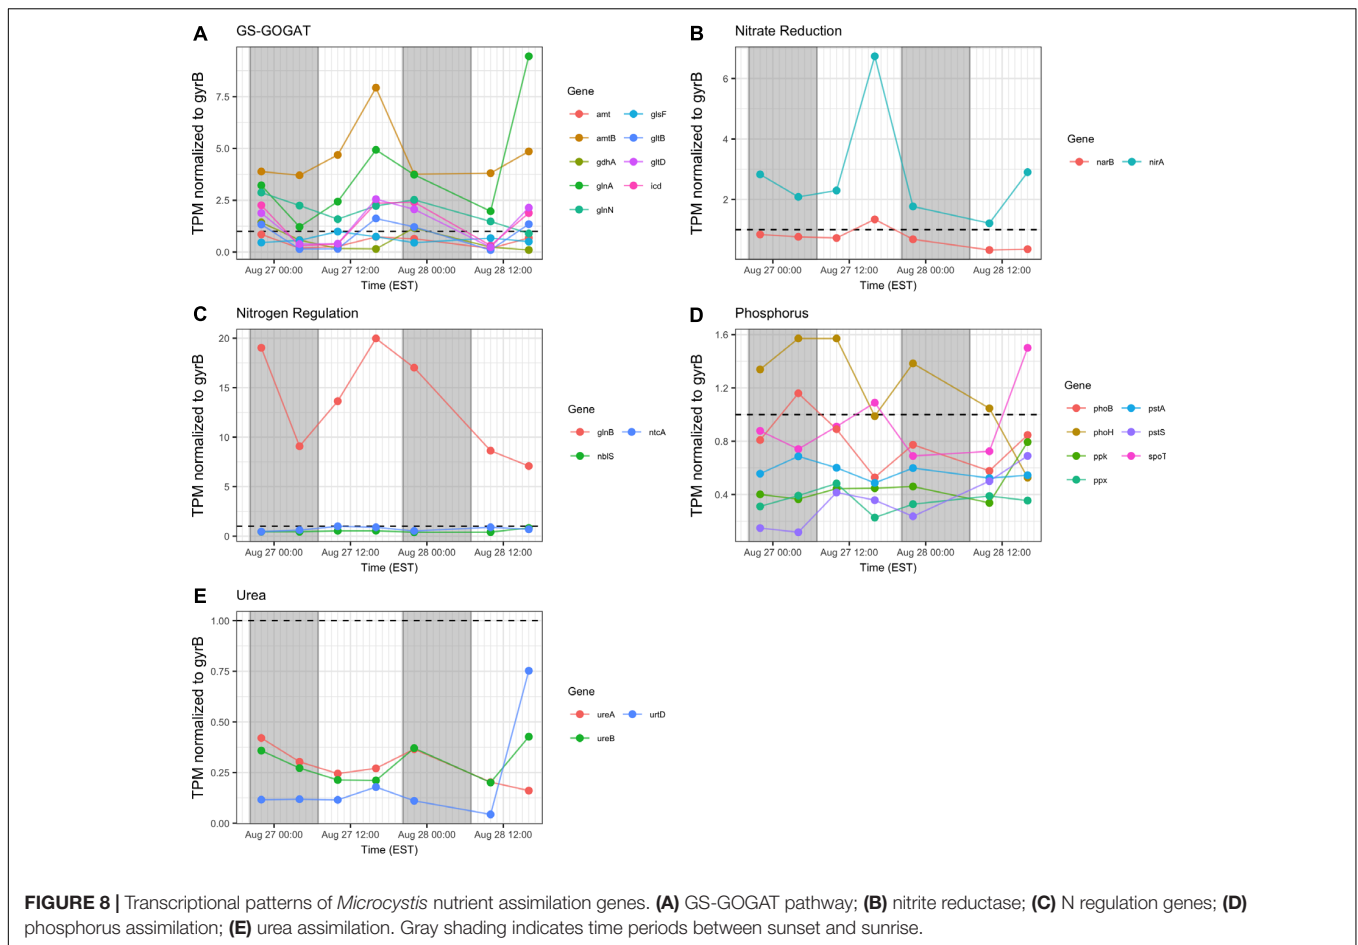 A GS-GOGAT
TPM normalized to gyrB
7.5
5.0
2.5
0.0
Aug 27 00:00 Aug 27 12:00 Aug 28 00:00 Aug 28 12:00
Time (EST)
Gene
amt glsF
amtB gltB
gdhA gltD
glnA icd
glnN
B Nitrate Reduction
TPM normalized to gyrB
6
4
2
Aug 27 00:00 Aug 27 12:00 Aug 28 00:00 Aug 28 12:00
Time (EST)
Gene
narB nirA
C Nitrogen Regulation
TPM normalized to gyrB
20
15
10
5
0
Aug 27 00:00 Aug 27 12:00 Aug 28 00:00 Aug 28 12:00
Time (EST)
Gene
glnB ntcA
nblS
D Phosphorus
TPM normalized to gyrB
1.6
1.2
0.8
0.4
Aug 27 00:00 Aug 27 12:00 Aug 28 00:00 Aug 28 12:00
Time (EST)
Gene
phoB pstA
phoH pstS
ppk spoT
ppx
E Urea
TPM normalized to gyrB
1.00
0.75
0.50
0.25
0.00
Aug 27 00:00 Aug 27 12:00 Aug 28 00:00 Aug 28 12:00
Time (EST)
Gene
ureA urtD
ureB
FIGURE 8 | Transcriptional patterns of Microcystis nutrient assimilation genes. (A) GS-GOGAT pathway; (B) nitrite reductase; (C) N regulation genes; (D)
phosphorus assimilation; (E) urea assimilation. Gray shading indicates time periods between sunset and sunrise.